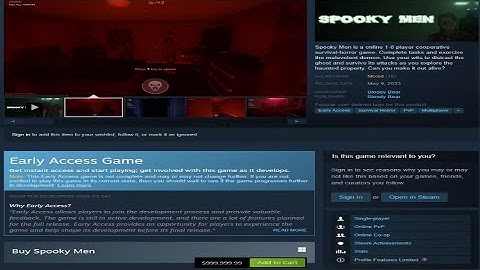 SPOOKY MEN
Spooky Men is a online 1-8 player cooperative
survival-horror game. Complete tasks and exorcise
the malevolent demon. Use your wits to distract
the ghost and survive its attacks as you explore the
haunted property. Can you make it out alive?
Mixed
RELEASE DATE: May 5, 2023
DEVELOPER: Bloody Bear
PUBLISHER: Bloody Bear
Popular user-defined tags for this product:
Early Access Survival Horror PvP Multiplayer +
Sign in to add this item to your wishlist, follow it, or mark it as ignored
Early Access Game
Get instant access and start playing; get involved with this game as it develops.
Note: This Early Access game is not complete and may or may not change further. If you are not
excited to play this game in its current state, then you should wait to see if the game progresses further
in development. Learn more
WHAT THE DEVELOPERS HAVE TO SAY:
Why Early Access?
"Early Access allows players to join the development process and provide valuable
feedback. The game is still in active development, and there are a lot of features planned
for the full release. Early Access provides an opportunity for players to experience the
game and help shape its development before its final release."
READ MORE
Buy Spooky Men
$999,999.99 Add to Cart
Is this game relevant to you?
Sign in to see reasons why you may or may
not like this based on your games, friends,
and curators you follow.
Sign In or Open in Steam
Single-player
Online PvP
Online Co-op
Steam Achievements
Stats
Profile Features Limited